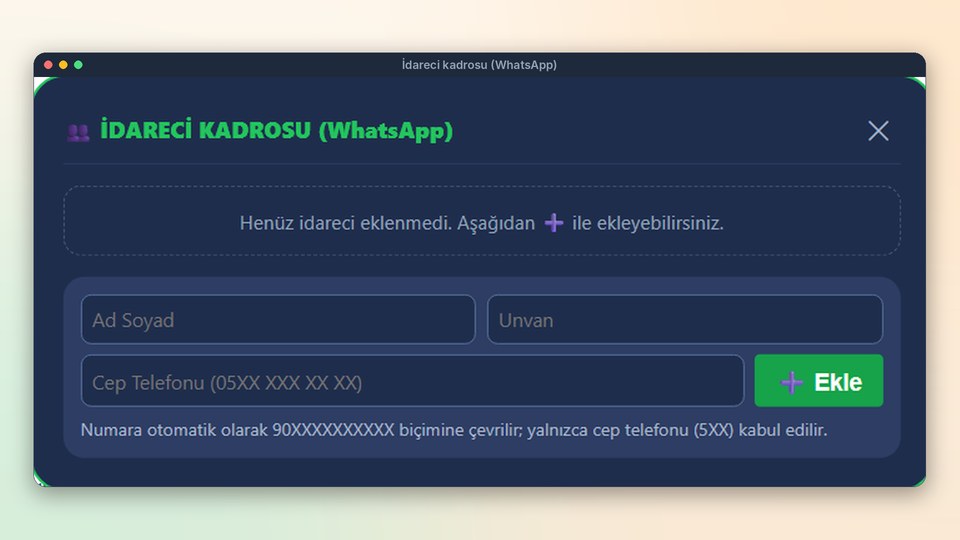 İdareci kadrosu (WhatsApp)
İDARECİ KADROSU (WhatsApp)
Henüz idareci eklenmedi. Aşağıdan ➕ ile ekleyebilirsiniz.
Ad Soyad
Unvan
Cep Telefonu (05XX XXX XX XX)
➕ Ekle
Numara otomatik olarak 90XXXXXXXXXX biçimine çevrilir; yalnızca cep telefonu (5XX) kabul edilir.